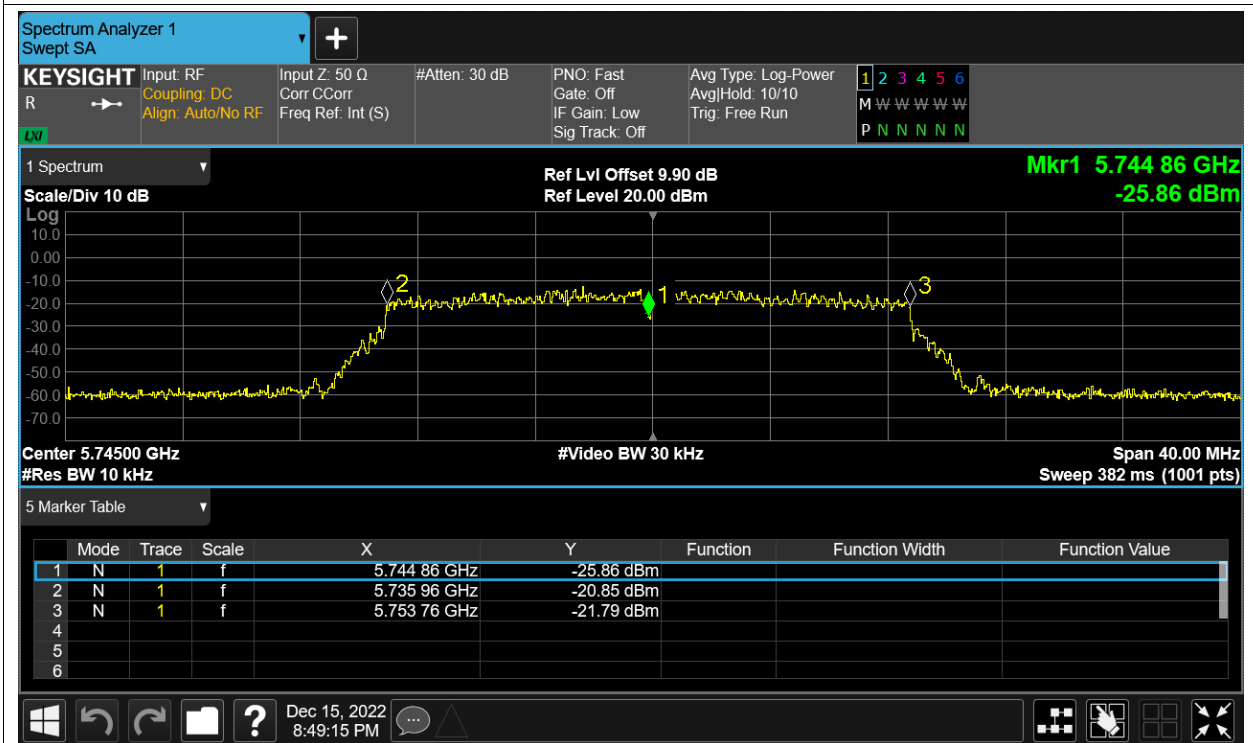 Spectrum Analyzer 1
Swept SA
+
KEYSIGHT Input: RF Input Z: 50 Ω #Atten: 30 dB PNO: Fast Avg Type: Log-Power 1 2 3 4 5 6
R Coupling: DC Corr CCorr Gate: Off Avg|Hold: 10/10 M W W W W W
Align: Auto/No RF Freq Ref: Int (S) IF Gain: Low Trig: Free Run
LXI Sig Track: Off P N N N N N
1 Spectrum Ref Lvl Offset 9.90 dB Mkr1 5.744 86 GHz
Scale/Div 10 dB Ref Level 20.00 dBm -25.86 dBm
Log
10.0
0.00
-10.0
-20.0
-30.0
-40.0
-50.0
-60.0
-70.0
2
1
3
Center 5.74500 GHz #Video BW 30 kHz Span 40.00 MHz
#Res BW 10 kHz Sweep 382 ms (1001 pts)
5 Marker Table
Mode Trace Scale X Y Function Function Width Function Value
1 N 1 f 5.744 86 GHz -25.86 dBm
2 N 1 f 5.735 96 GHz -20.85 dBm
3 N 1 f 5.753 76 GHz -21.79 dBm
4
5
6
? Dec 15, 2022
8:49:15 PM